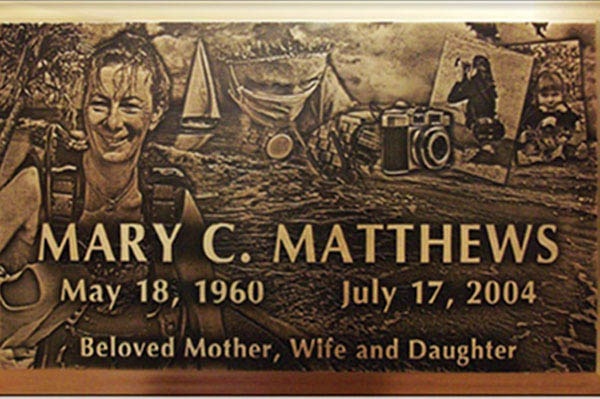 MARY C. MATTHEWS
May 18, 1960 July 17, 2004
Beloved Mother, Wife and Daughter